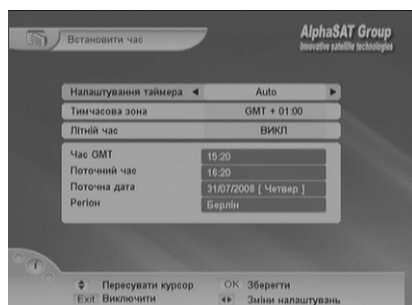 Встановити час
AlphaSAT Group
Innovative satellite technologies
Налаштування таймера ◄ Auto ►
Тимчасова зона GMT + 01:00
Літній час ВИКЛ
Час GMT 15:20
Поточний час 16:20
Поточна дата 31/07/2008 [ Четвер ]
Регіон Берлін
Пересувати курсор OK Зберегти
Exit Виключити Зміни налаштувань